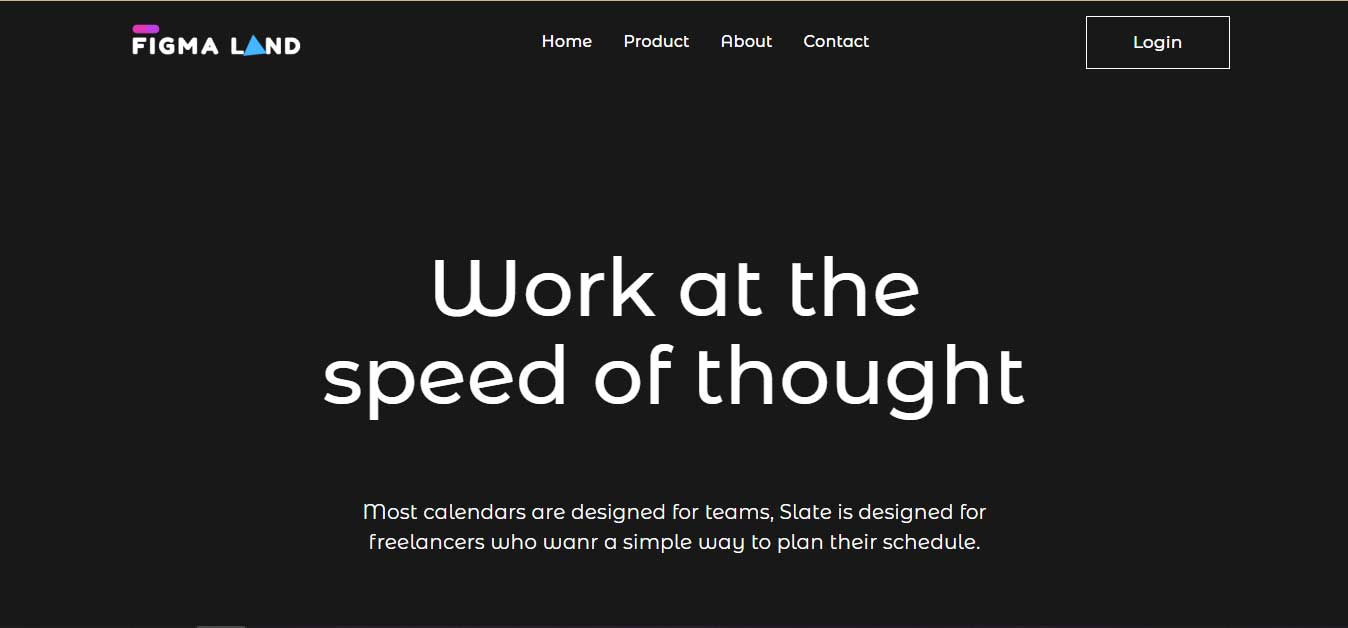 FIGMA LAND
Home Product About Contact
Login
Work at the
speed of thought
Most calendars are designed for teams, Slate is designed for
freelancers who wanr a simple way to plan their schedule.